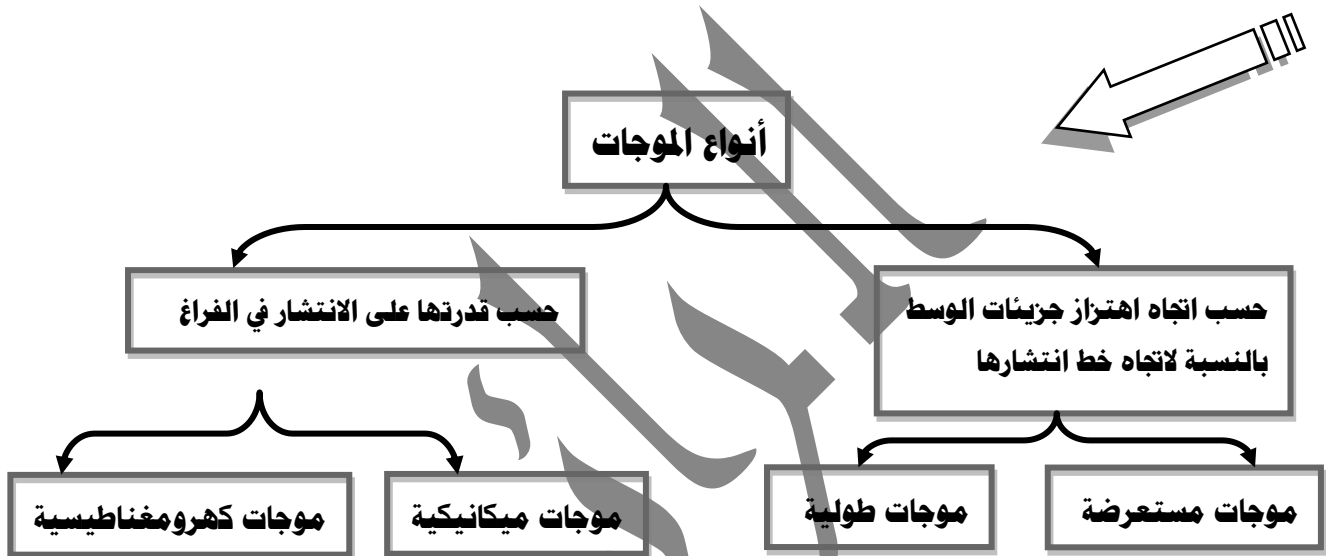 أنواع الموجات
حسب اتجاه اهتزاز جزيئات الوسط
بالنسبة لاتجاه خط انتشارها
حسب قدرتها على الانتشار في الفراغ
موجات مستعرضة
موجات طولية
موجات ميكانيكية
موجات كهرومغناطيسية